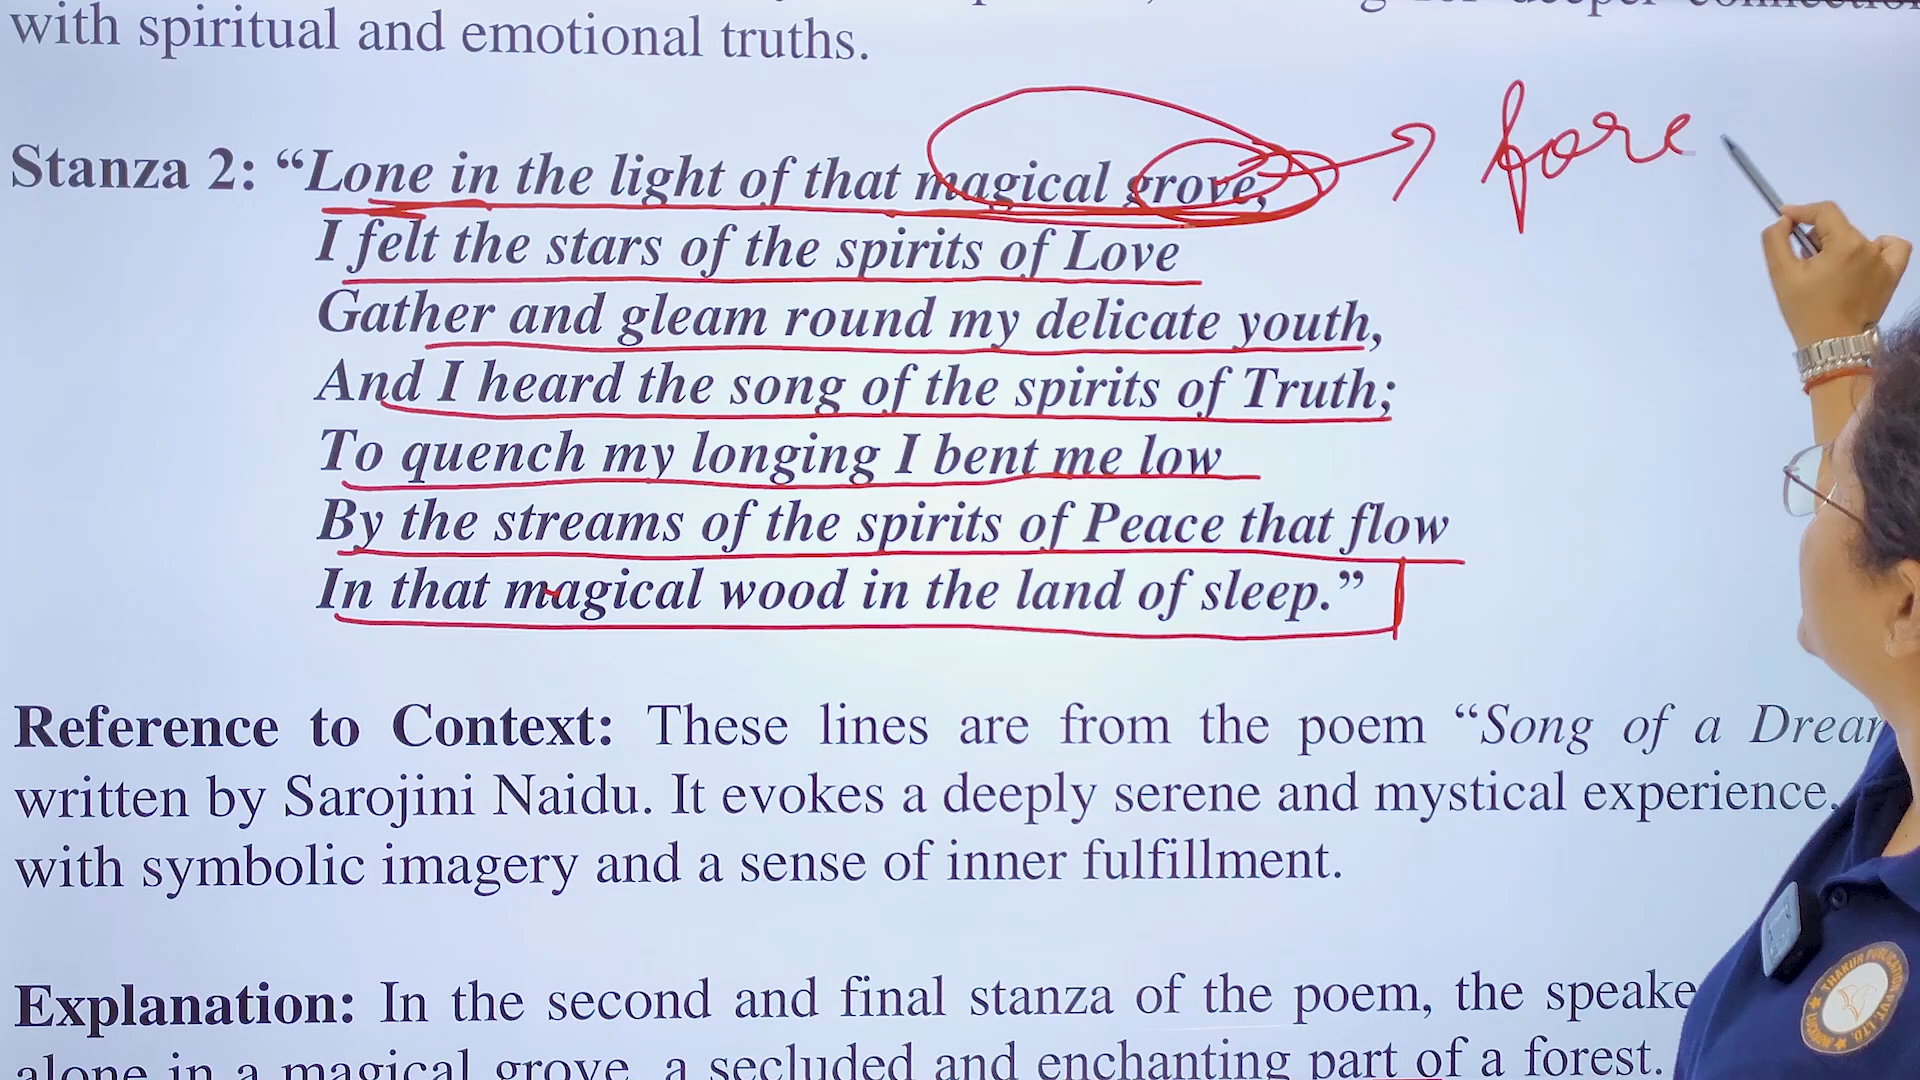 with spiritual and emotional truths.
fore
Stanza 2: “Lone in the light of that magical grove,
I felt the stars of the spirits of Love
Gather and gleam round my delicate youth,
And I heard the song of the spirits of Truth;
To quench my longing I bent me low
By the streams of the spirits of Peace that flow
In that magical wood in the land of sleep.”
Reference to Context: These lines are from the poem “Song of a Drea
written by Sarojini Naidu. It evokes a deeply serene and mystical experience,
with symbolic imagery and a sense of inner fulfillment.
Explanation: In the second and final stanza of the poem, the speake
alone in a magical grove, a secluded and enchanting part of a forest.
THAKUR PUBLICATION PVT. LTD.